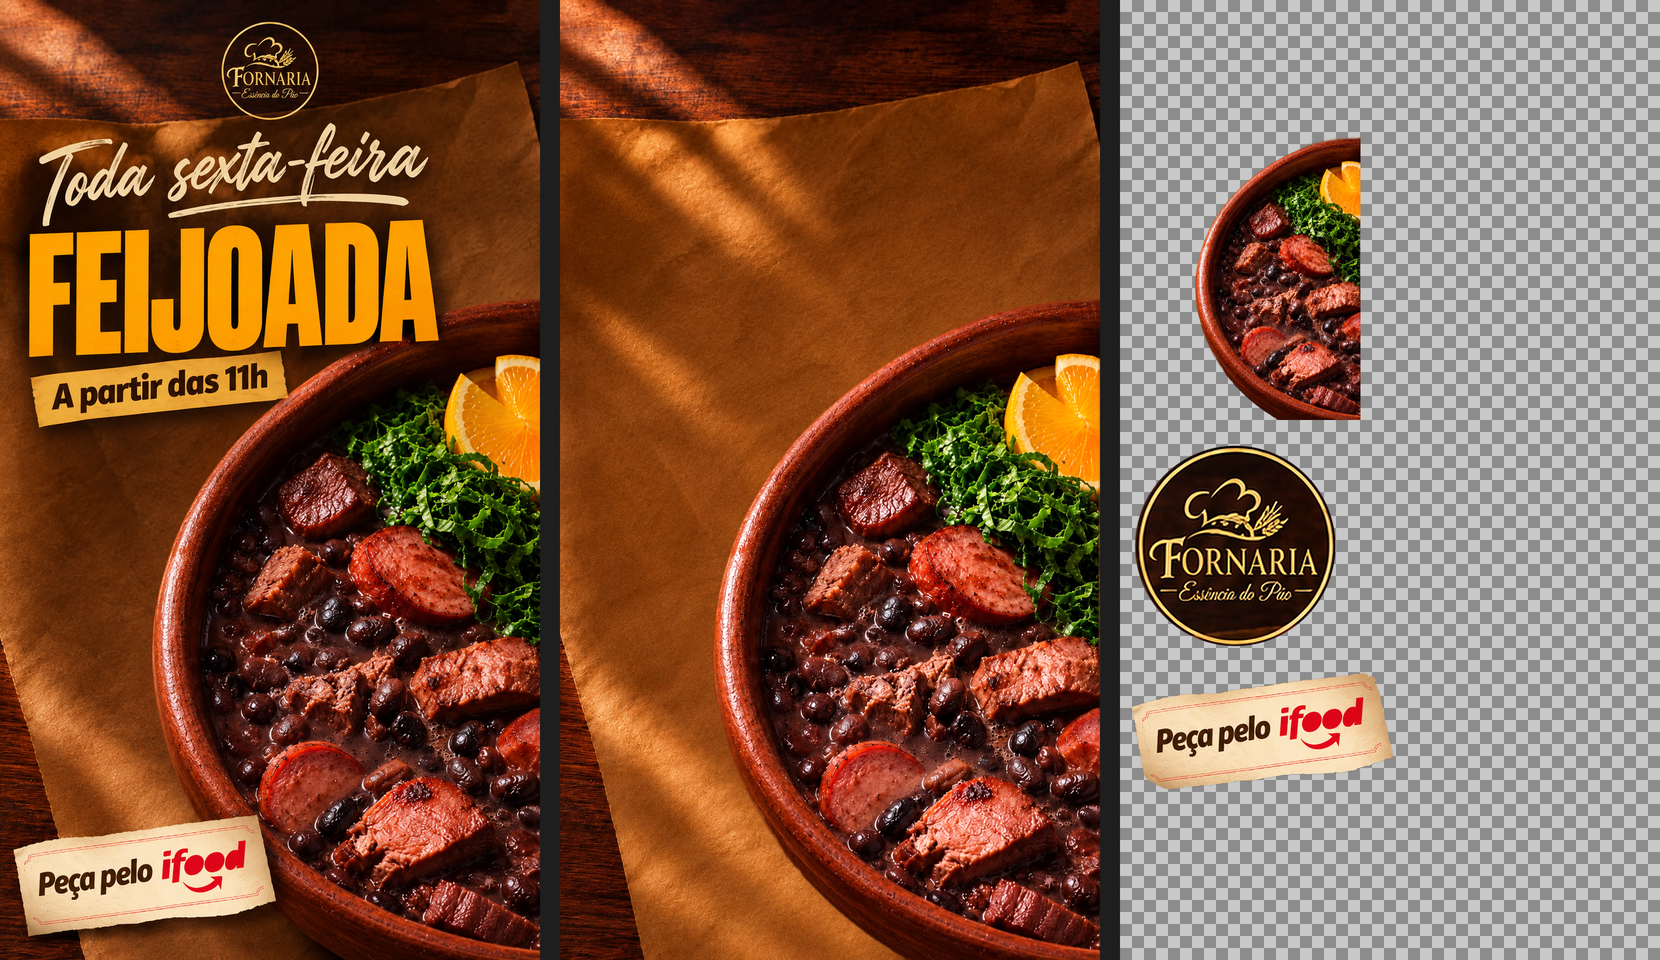 FORNARIA
Essência do Pão
Toda sexta-feira
FEIJOADA
A partir das 11h
Peça pelo ifood
FORNARIA
Essência do Pão
Peça pelo ifood